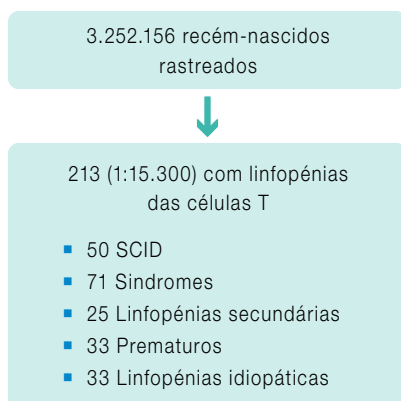 3.252.156 recém-nascidos
rastreados
213 (1:15.300) com linfopénias
das células T
50 SCID
71 Sindromes
25 Linfopénias secundárias
33 Prematuros
33 Linfopénias idiopáticas